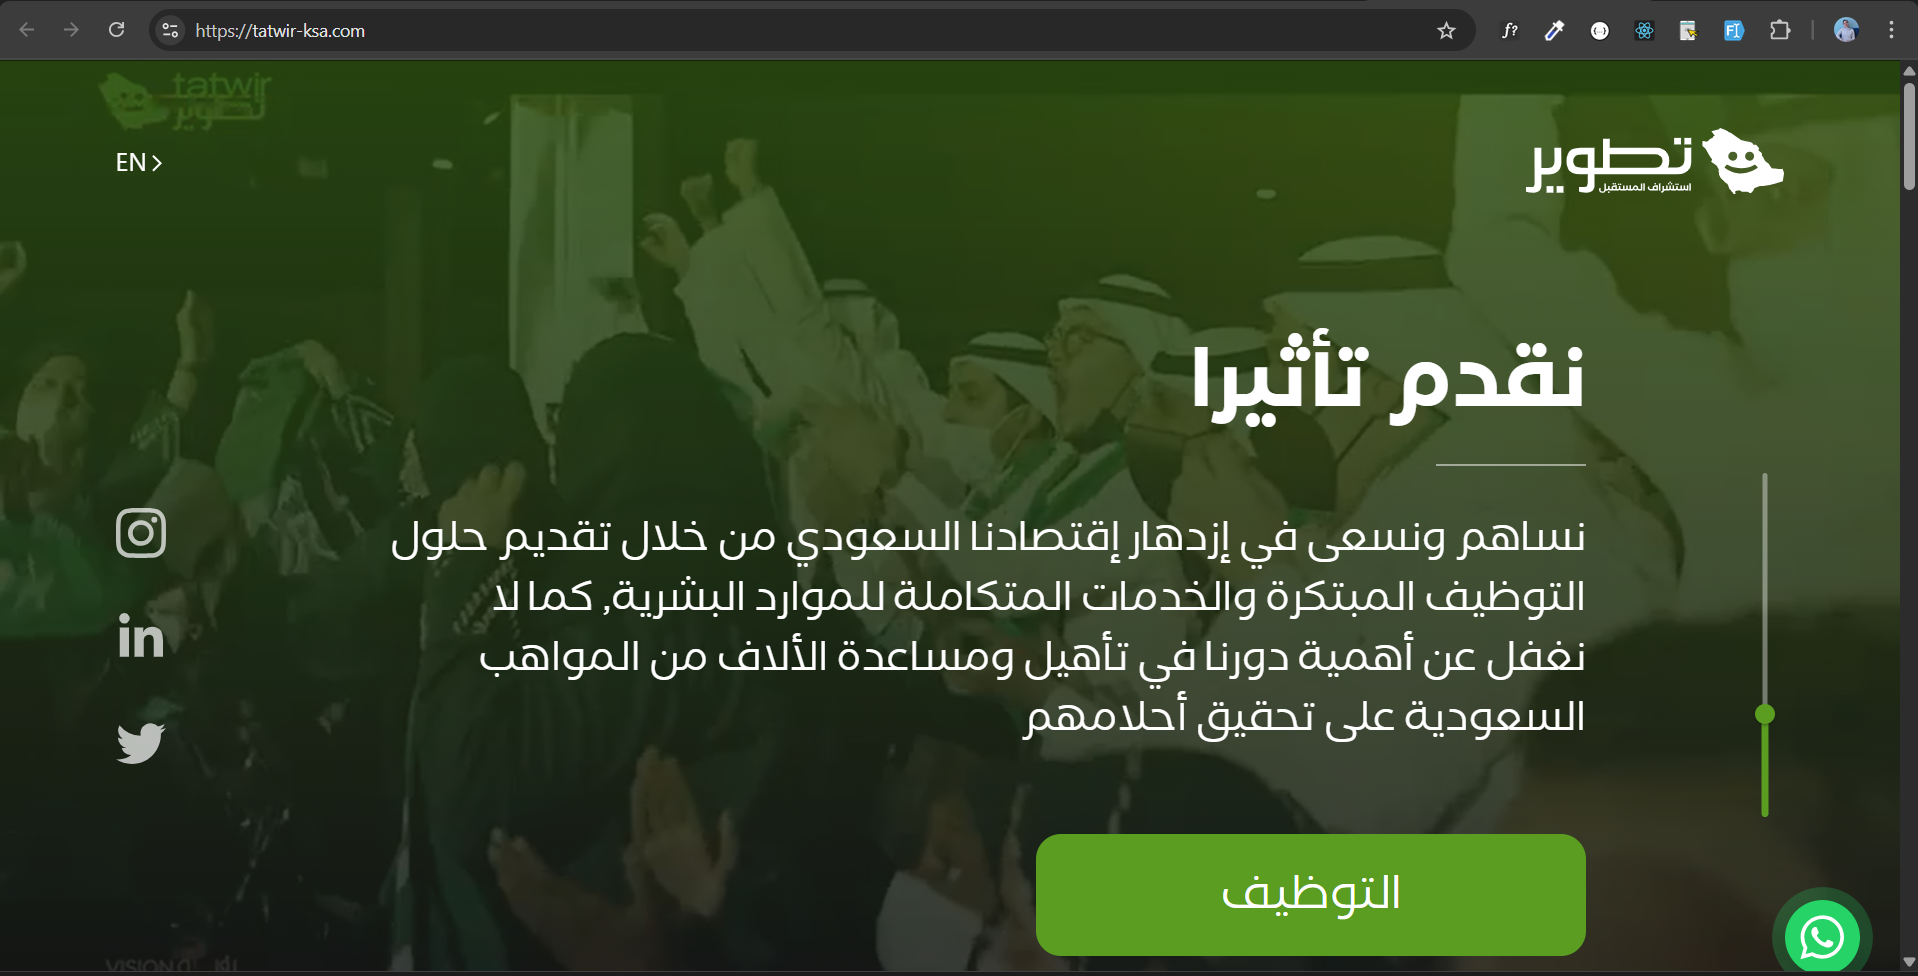 https://tatwir-ksa.com
tatwir
تطوير
EN
تطوير
استشراف المستقبل
نقدم تأثيرا
نساهم ونسعى في إزدهار إقتصادنا السعودي من خلال تقديم حلول
التوظيف المبتكرة والخدمات المتكاملة للموارد البشرية, كما لا
نغفل عن أهمية دورنا في تأهيل ومساعدة الألاف من المواهب
السعودية على تحقيق أحلامهم
التوظيف
VISION